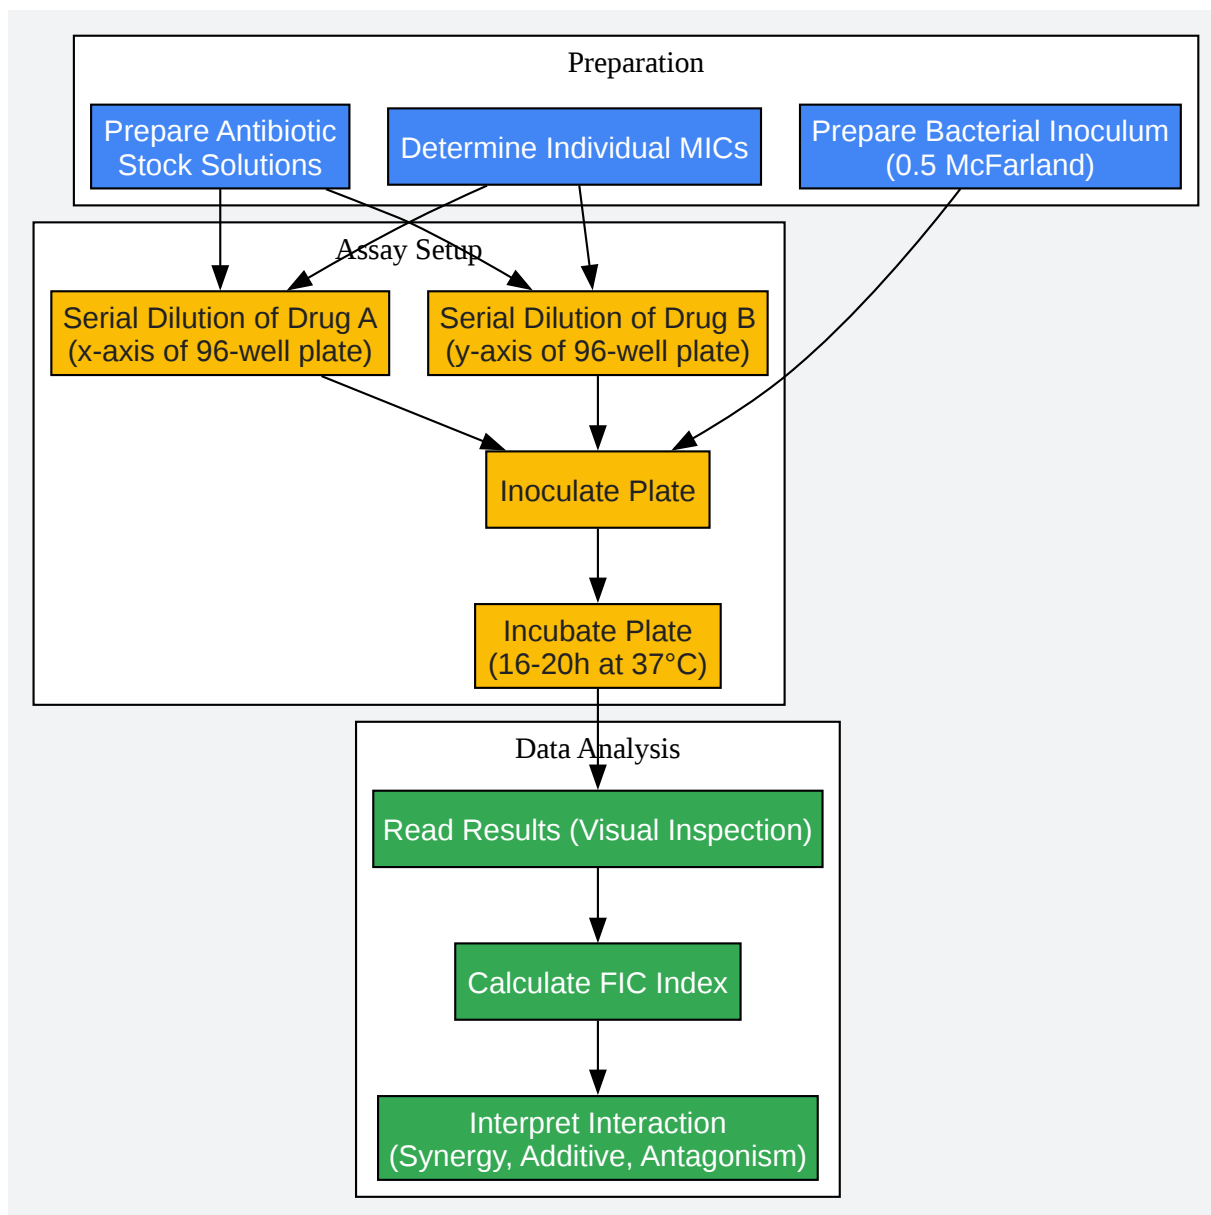 Preparation
Prepare Antibiotic
Stock Solutions
Determine Individual MICs
Prepare Bacterial Inoculum
(0.5 McFarland)
Assay Setup
Serial Dilution of Drug A
(x-axis of 96-well plate)
Serial Dilution of Drug B
(y-axis of 96-well plate)
Inoculate Plate
Incubate Plate
(16-20h at 37°C)
Data Analysis
Read Results (Visual Inspection)
Calculate FIC Index
Interpret Interaction
(Synergy, Additive, Antagonism)